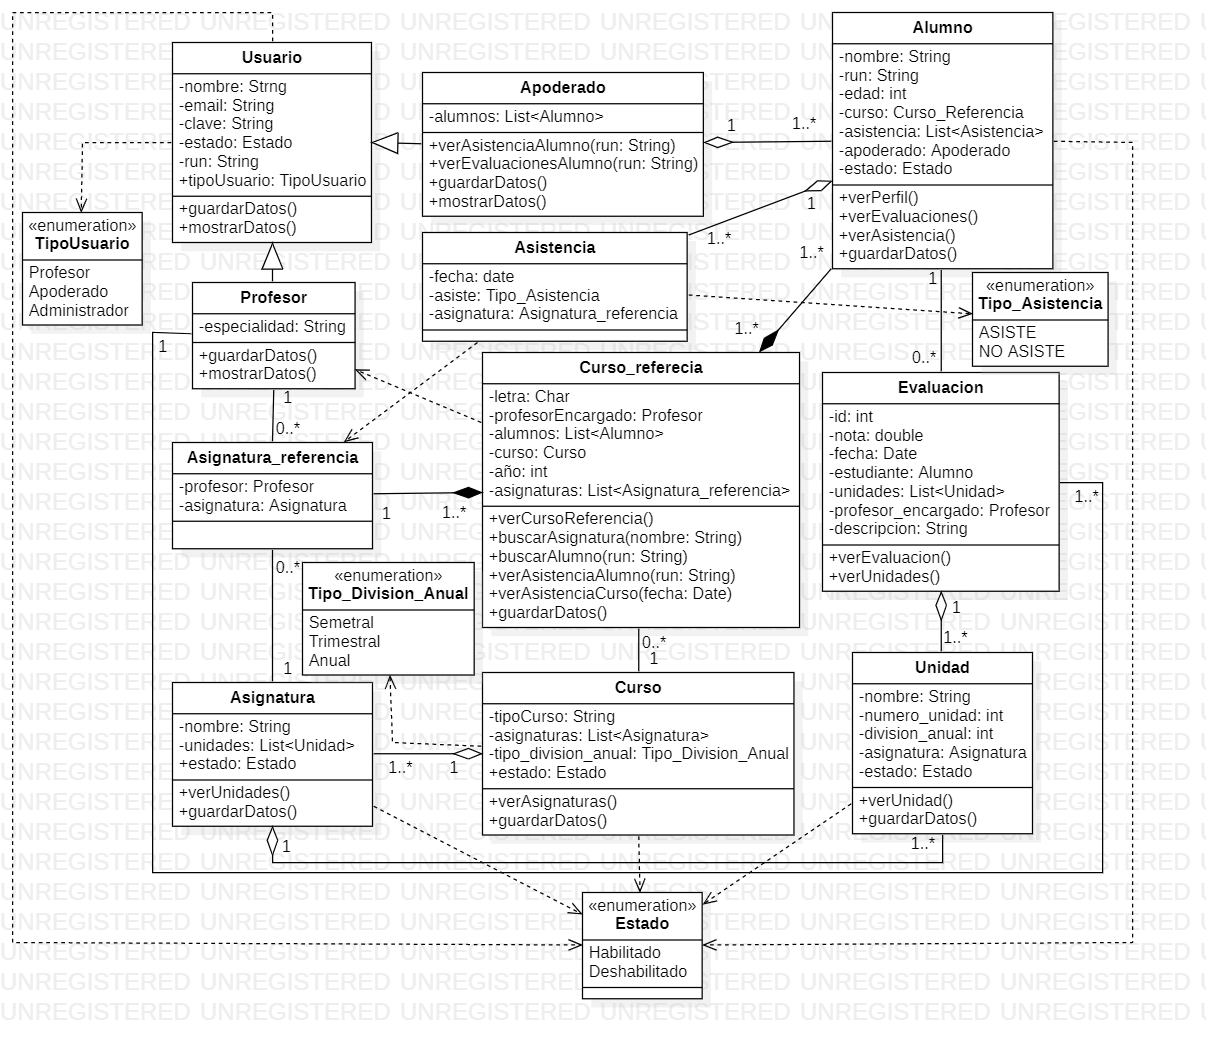 Usuario
-nombre: Strng
-email: String
-clave: String
-estado: Estado
-run: String
+tipoUsuario: TipoUsuario
+guardarDatos()
+mostrarDatos()
Apoderado
-alumnos: List<Alumno>
+verAsistenciaAlumno(run: String)
+verEvaluacionesAlumno(run: String)
+guardarDatos()
+mostrarDatos()
1
1..*
Alumno
-nombre: String
-run: String
-edad: int
-curso: Curso_Referencia
-asistencia: List<Asistencia>
-apoderado: Apoderado
-estado: Estado
+verPerfil()
+verEvaluaciones()
+verAsistencia()
+guardarDatos()
«enumeration»
TipoUsuario
Profesor
Apoderado
Administrador
Asistencia
-fecha: date
-asiste: Tipo_Asistencia
-asignatura: Asignatura_referencia
1
1..*
1..*
1..*
1
0..*
«enumeration»
Tipo_Asistencia
ASISTE
NO ASISTE
Profesor
-especialidad: String
+guardarDatos()
+mostrarDatos()
1
1
0..*
Curso_referecia
-letra: Char
-profesorEncargado: Profesor
-alumnos: List<Alumno>
-curso: Curso
-año: int
-asignaturas: List<Asignatura_referencia>
+verCursoReferencia()
+buscarAsignatura(nombre: String)
+buscarAlumno(run: String)
+verAsistenciaAlumno(run: String)
+verAsistenciaCurso(fecha: Date)
+guardarDatos()
Evaluacion
-id: int
-nota: double
-fecha: Date
-estudiante: Alumno
-unidades: List<Unidad>
-profesor_encargado: Profesor
-descripcion: String
+verEvaluacion()
+verUnidades()
1..*
Asignatura_referencia
-profesor: Profesor
-asignatura: Asignatura
1
1..*
0..*
1
«enumeration»
Tipo_Division_Anual
Semetral
Trimestral
Anual
0..*
1
1
1..*
Asignatura
-nombre: String
-unidades: List<Unidad>
+estado: Estado
+verUnidades()
+guardarDatos()
1..*
1
Curso
-tipoCurso: String
-asignaturas: List<Asignatura>
-tipo_division_anual: Tipo_Division_Anual
+estado: Estado
+verAsignaturas()
+guardarDatos()
Unidad
-nombre: String
-numero_unidad: int
-division_anual: int
-asignatura: Asignatura
-estado: Estado
+verUnidad()
+guardarDatos()
1
1..*
«enumeration»
Estado
Habilitado
Deshabilitado